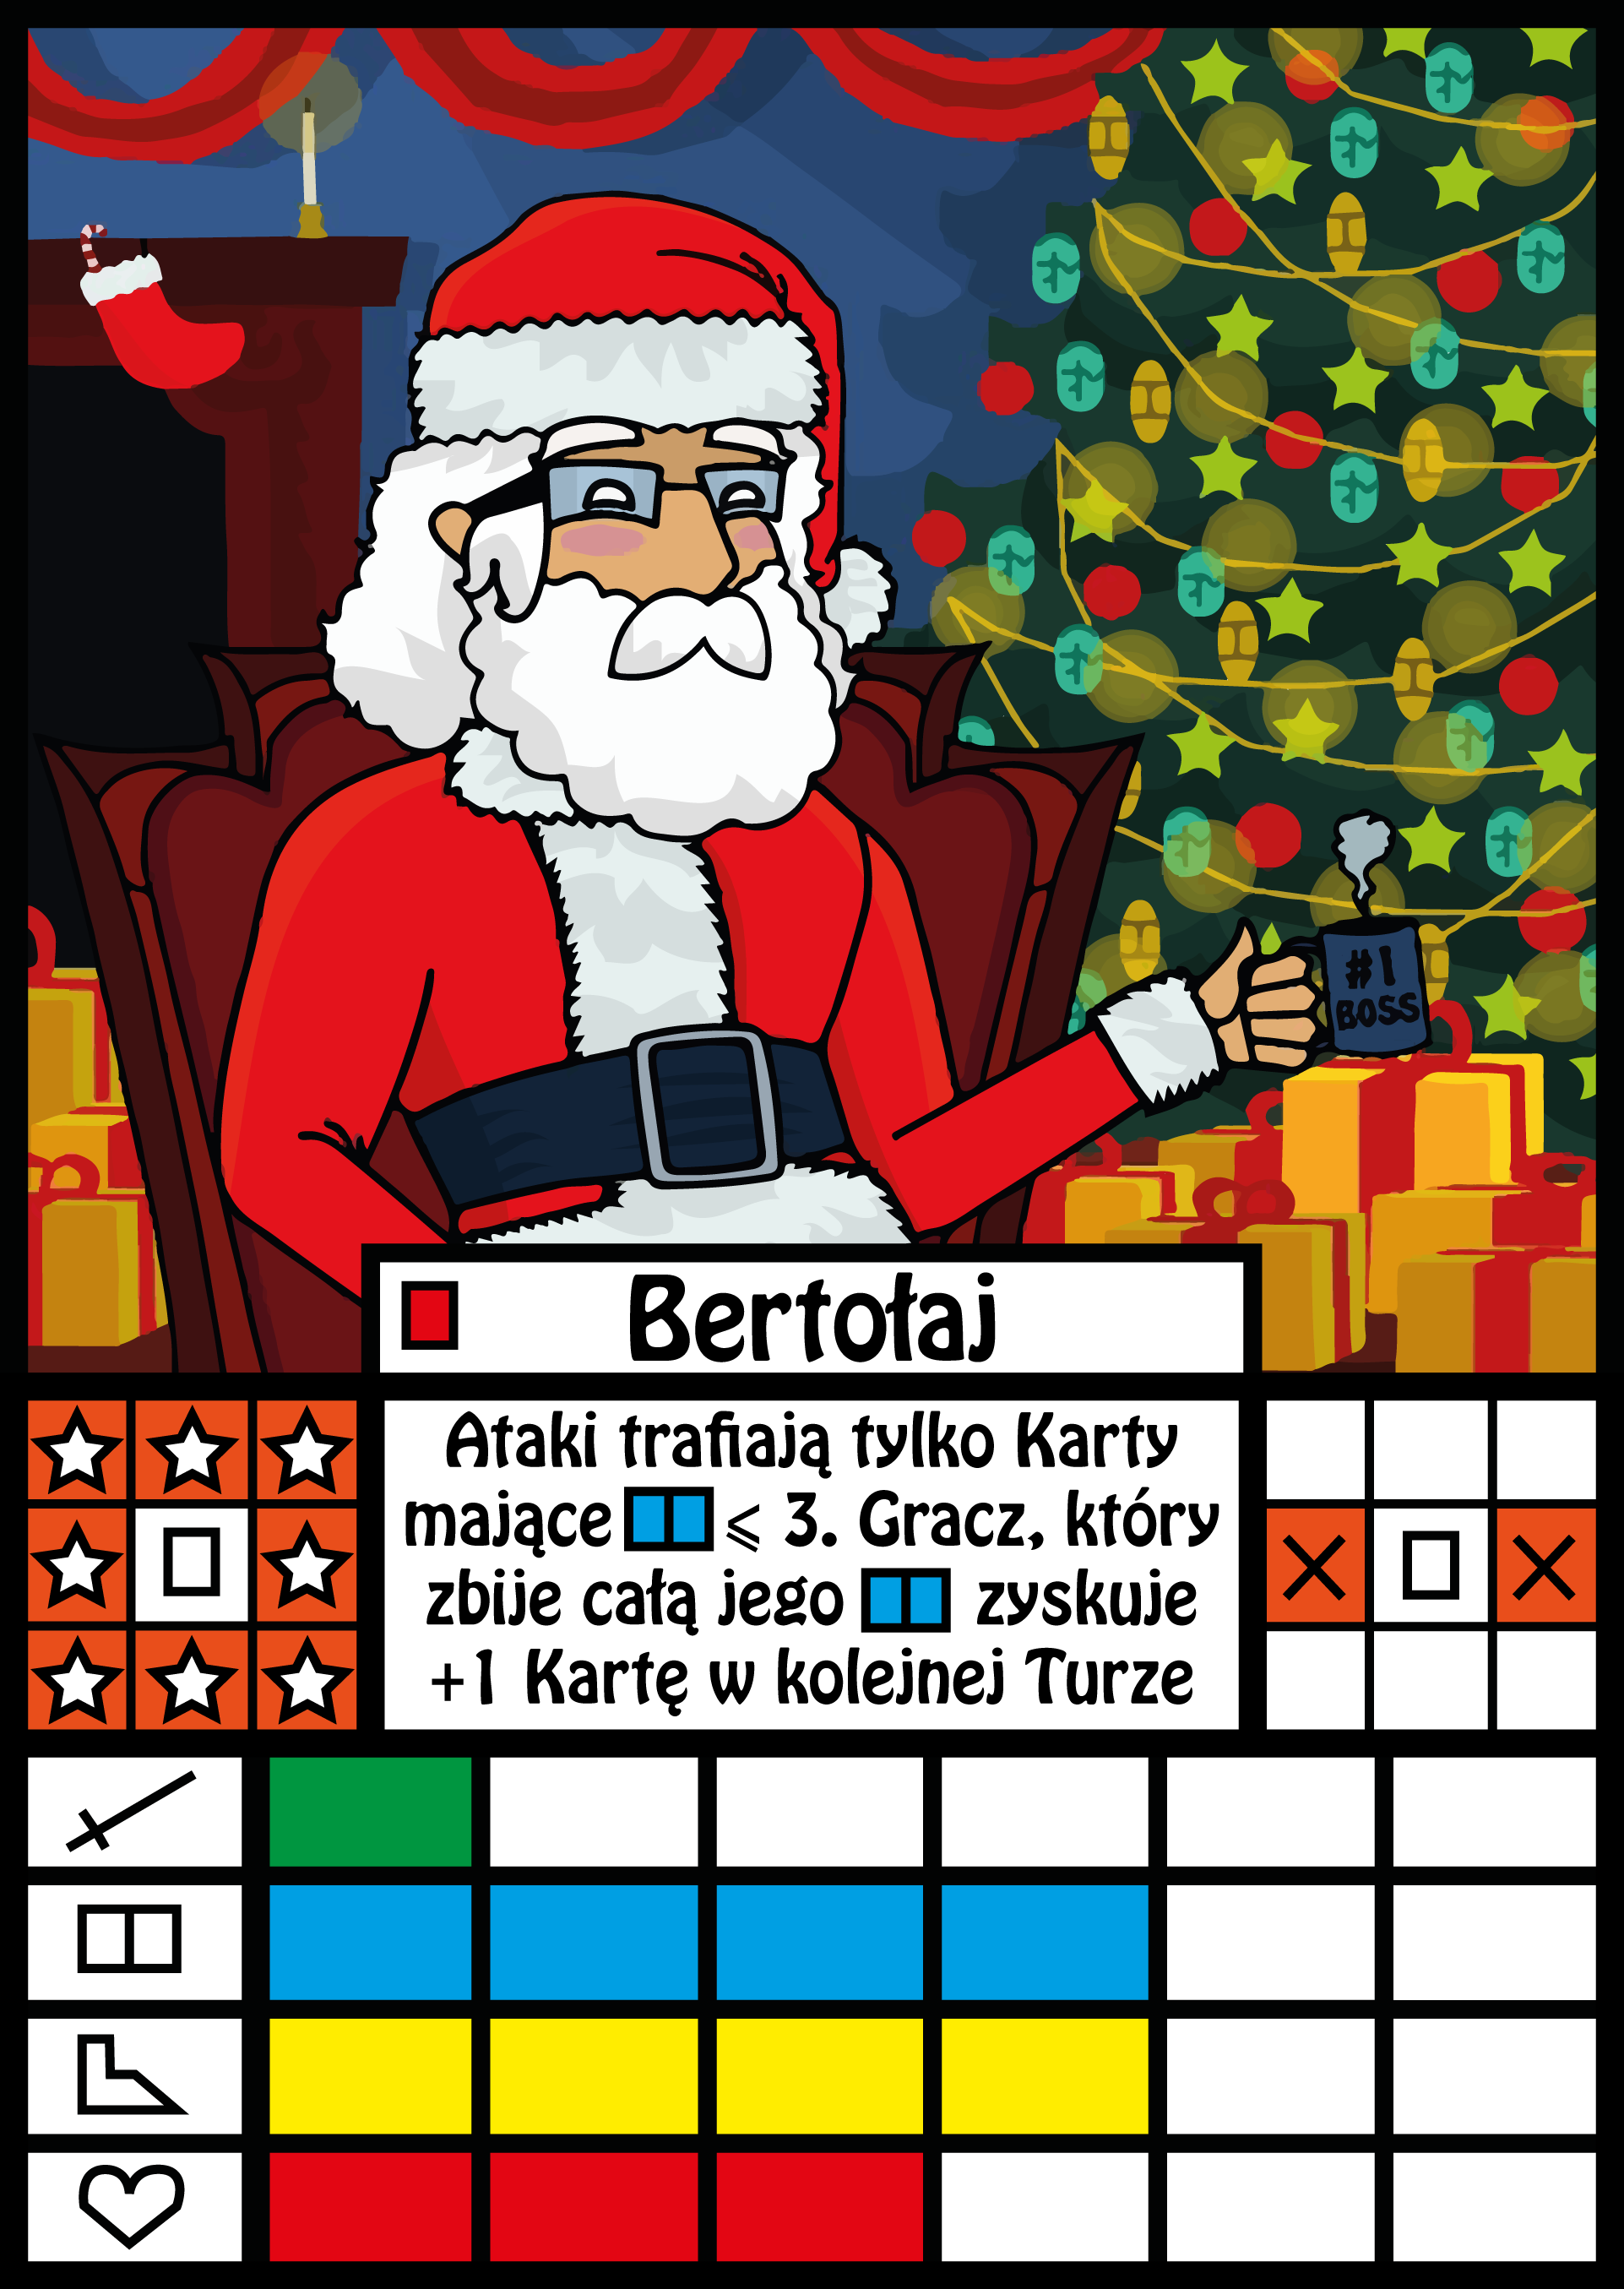 #1
BOSS
Bertołaj
Ataki trafiają tylko Karty
mające ⩽ 3. Gracz, który
zbije całą jego zyskuje
+1 Kartę w kolejnej Turze